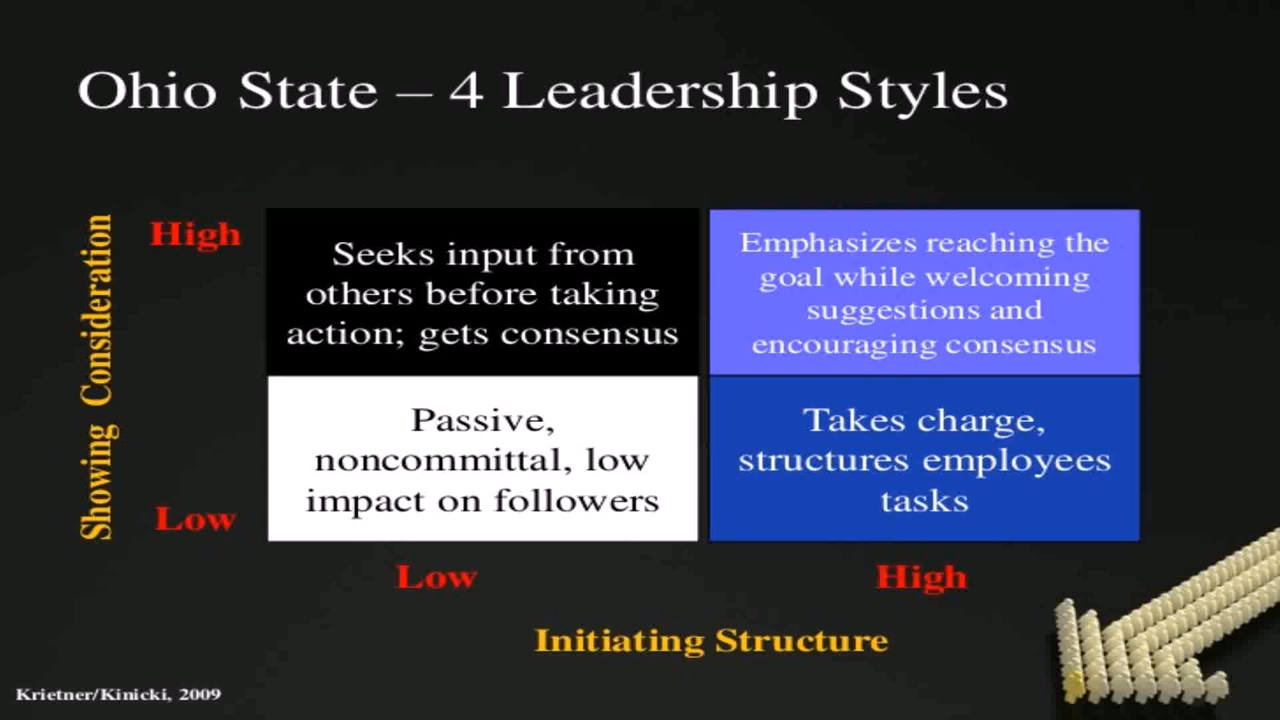 Ohio State – 4 Leadership Styles
Showing Consideration
High
Seeks input from
others before taking
action; gets consensus
Emphasizes reaching the
goal while welcoming
suggestions and
encouraging consensus
Low
Passive,
noncommittal, low
impact on followers
Takes charge,
structures employees
tasks
Low
High
Initiating Structure
Krietner/Kinicki, 2009